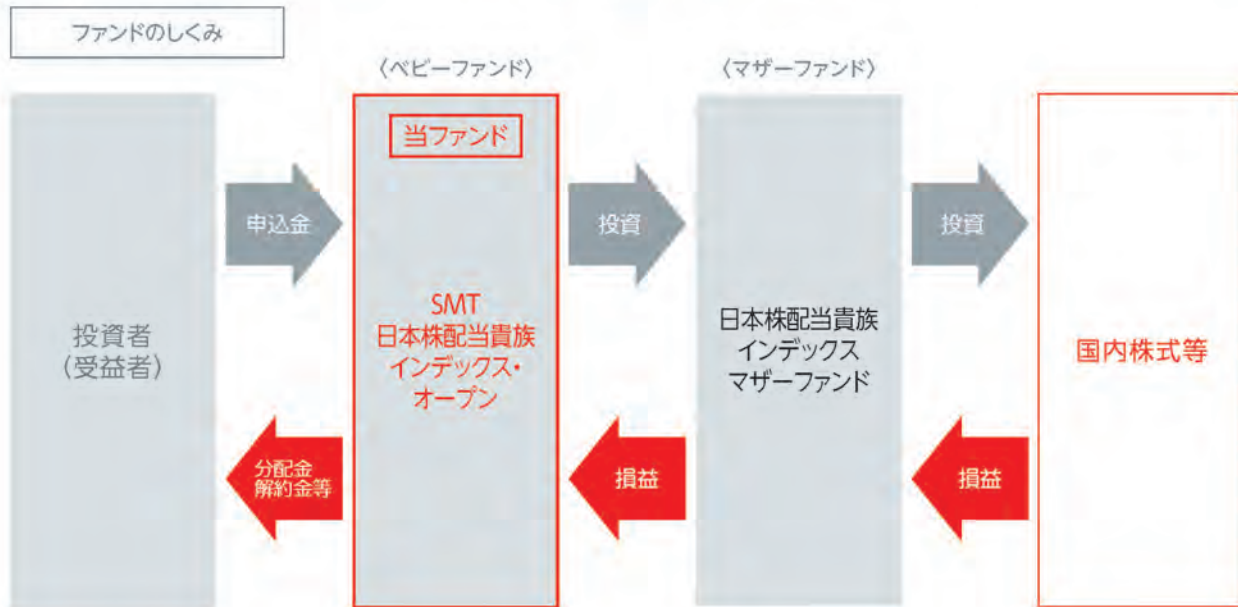 ファンドのしくみ
〈ベビーファンド〉
〈マザーファンド〉
当ファンド
申込金
投資
投資
投資者
(受益者)
SMT
日本株配当貴族
インデックス・
オープン
日本株配当貴族
インデックス
マザーファンド
国内株式等
分配金
解約金等
損益
損益